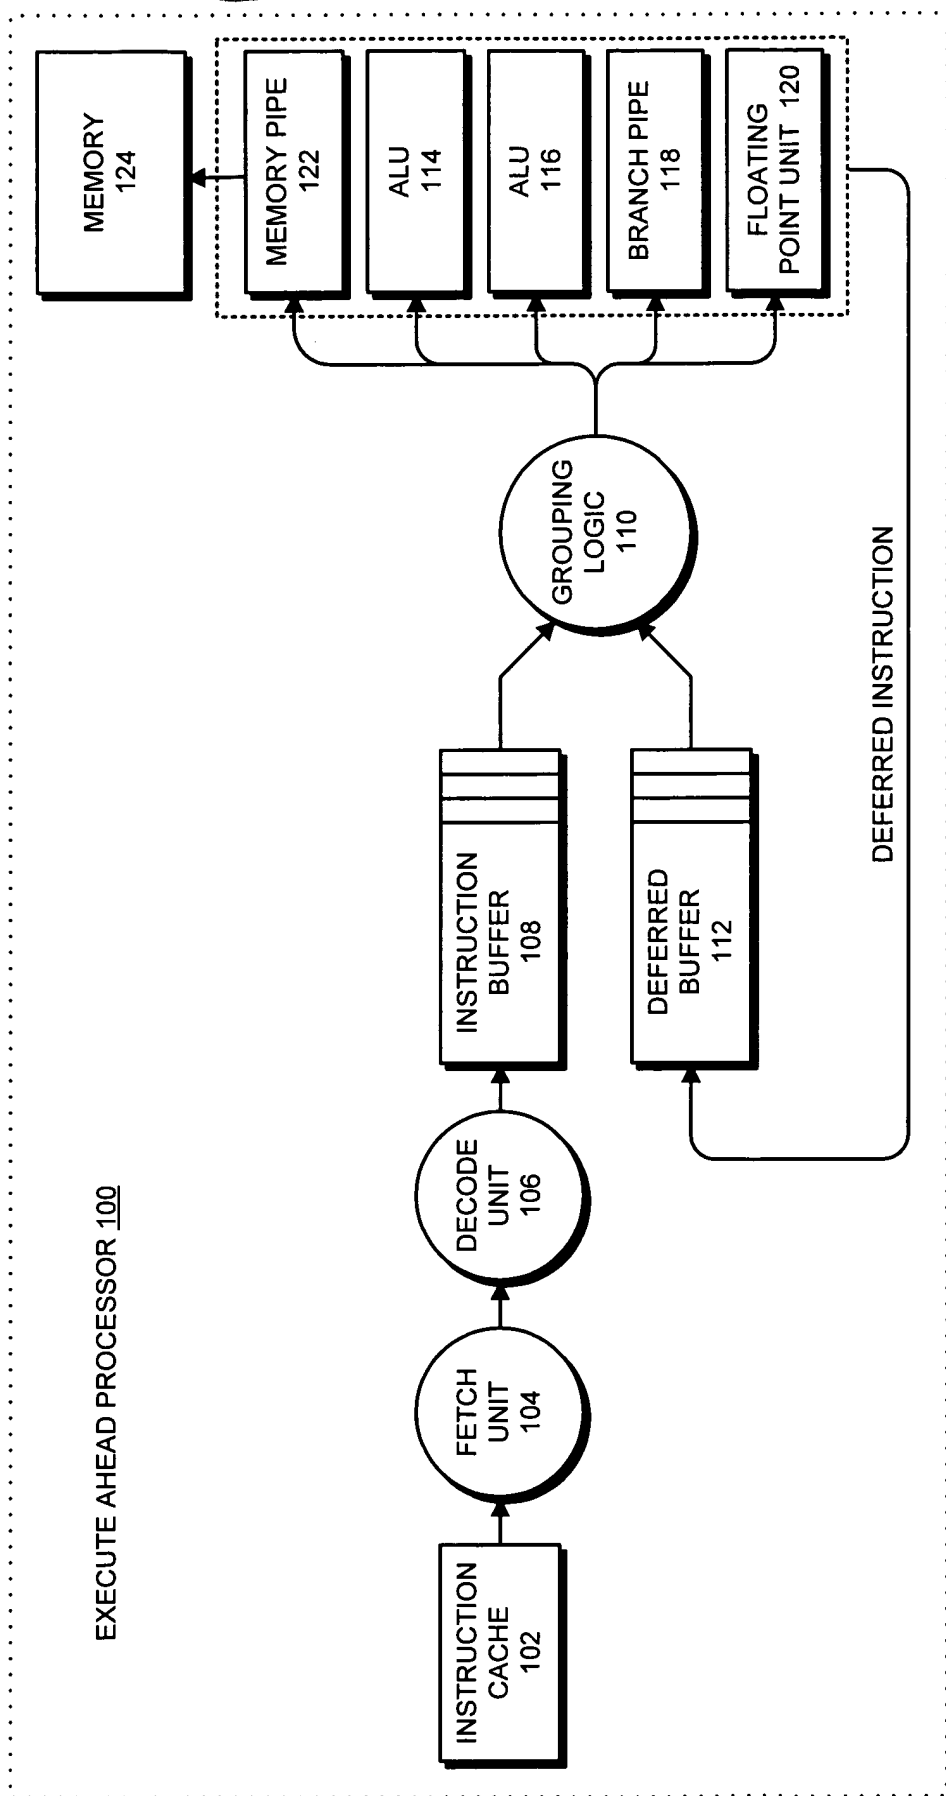 EXECUTE AHEAD PROCESSOR 100
INSTRUCTION
CACHE
102
FETCH
UNIT
104
DECODE
UNIT
106
INSTRUCTION
BUFFER
108
DEFERRED
BUFFER
112
GROUPING
LOGIC
110
MEMORY
124
MEMORY PIPE
122
ALU
114
ALU
116
BRANCH PIPE
118
FLOATING
POINT UNIT 120
DEFERRED INSTRUCTION